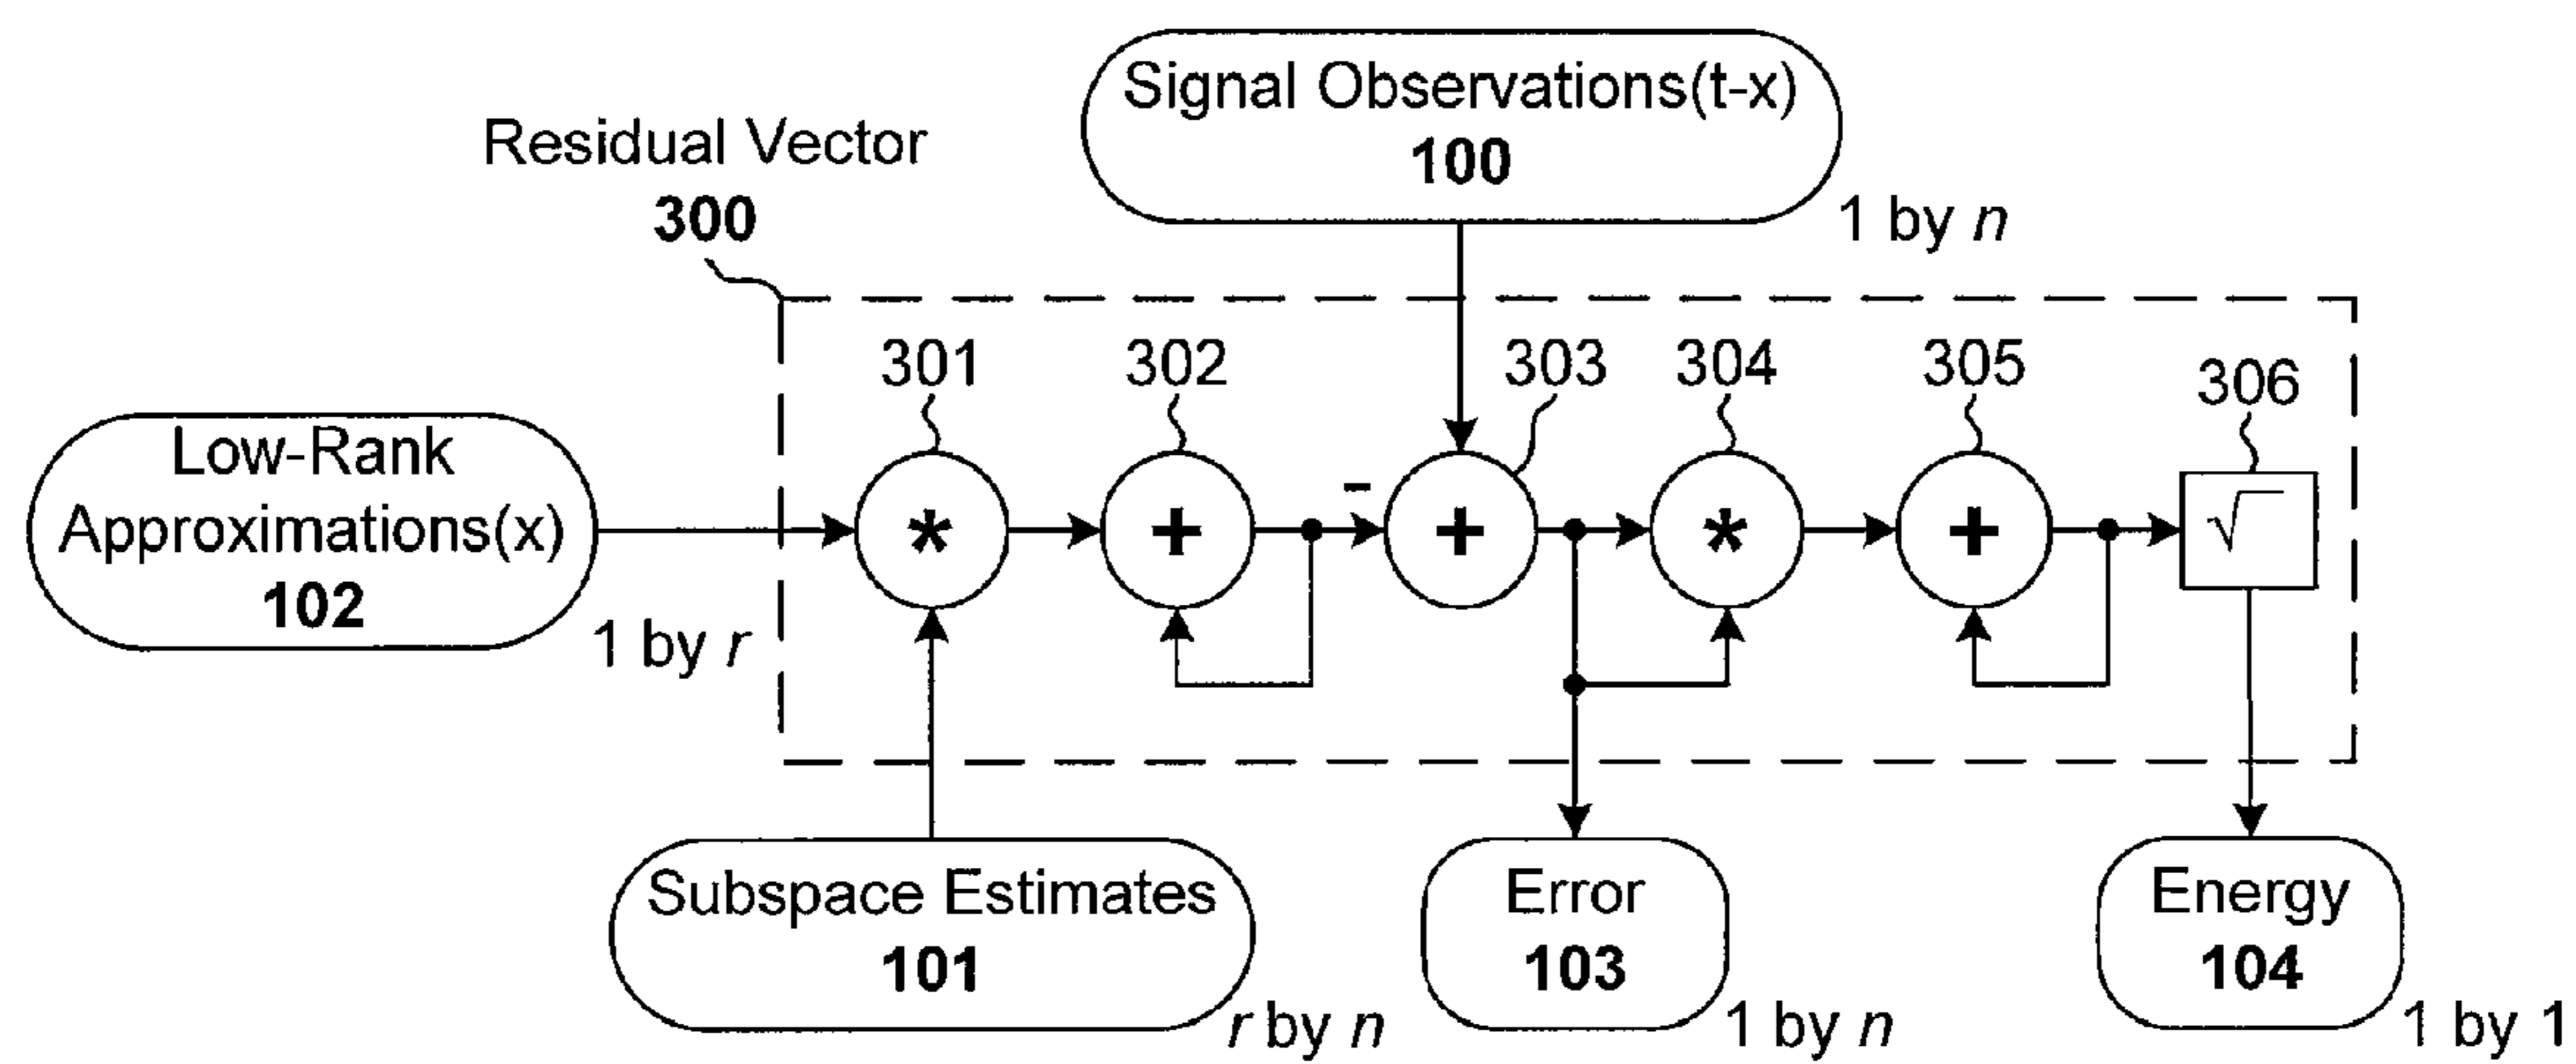 Signal Observations(t-x)
100
1 by n
Residual Vector
300
301
302
303
304
305
306
Low-Rank
Approximations(x)
102
1 by r
*
+
-
+
*
+
√
Subspace Estimates
101
r by n
Error
103
1 by n
Energy
104
1 by 1